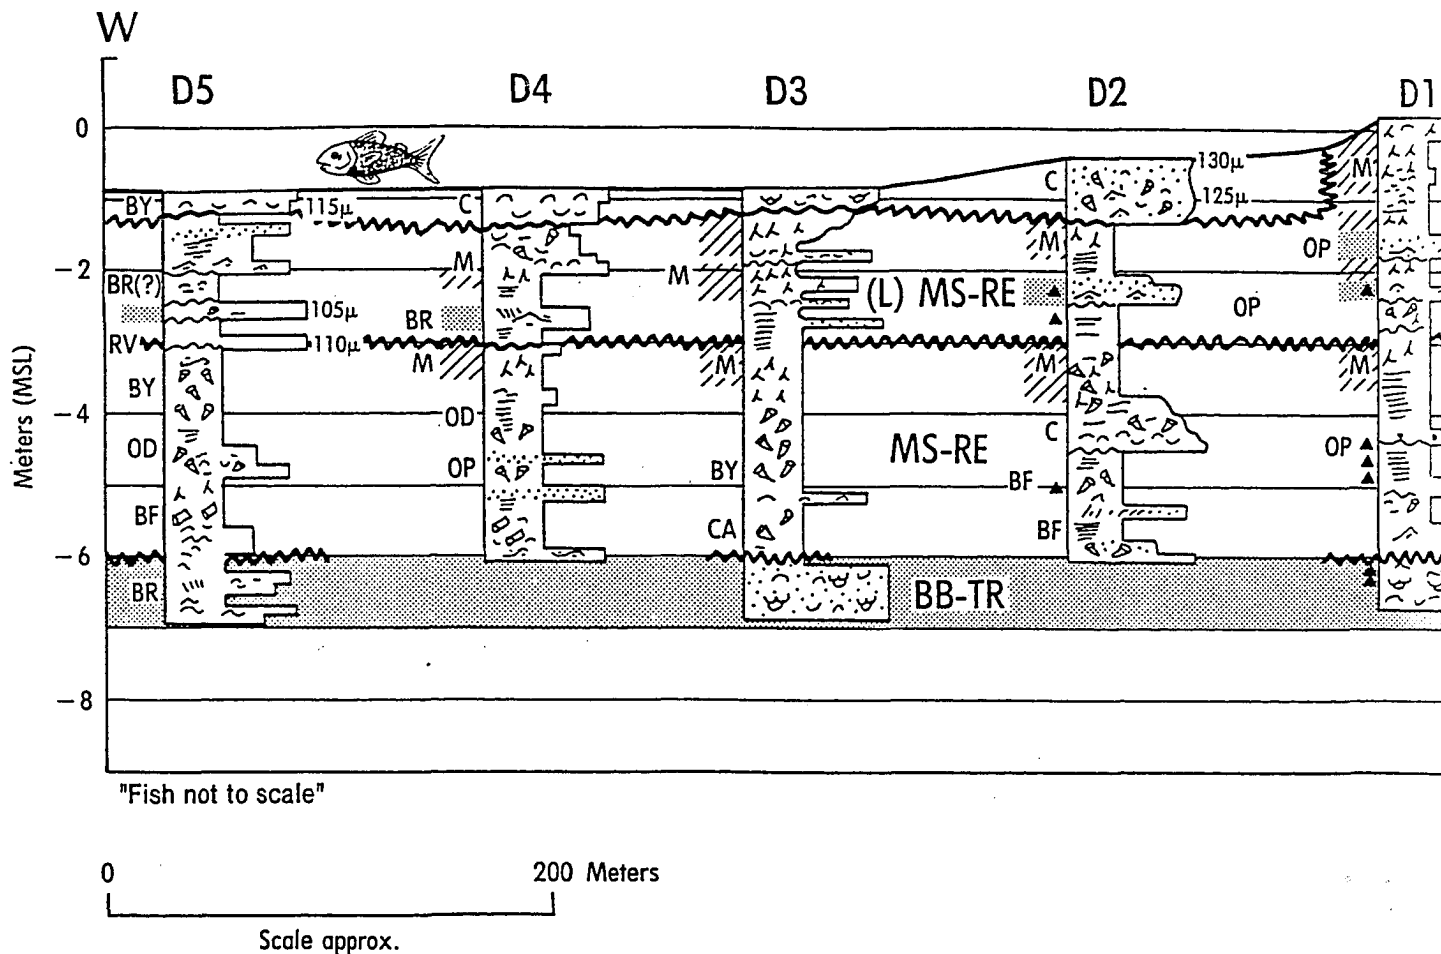 W
D5 D4 D3 D2 D1
0
130µ
M
C
BY 115µ C 125µ
M OP
−2
M M
BR(?) (L) MS-RE OP
105µ BR
RV 110µ
M M M M
BY
−4 OD
C
OD MS-RE OP
OP BY BF
BF CA BF
−6
BR BB-TR
−8
Meters (MSL)
"Fish not to scale"
0 200 Meters
Scale approx.